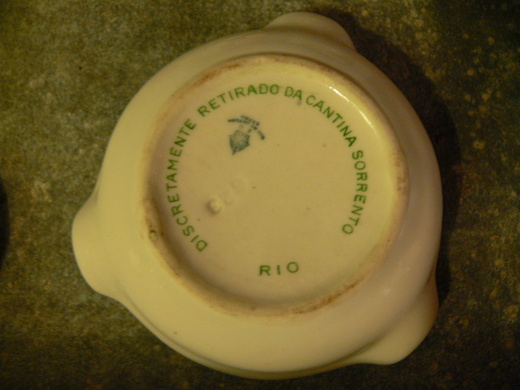 DISCRETAMENTE RETIRADO DA CANTINA SORRENTO
RIO